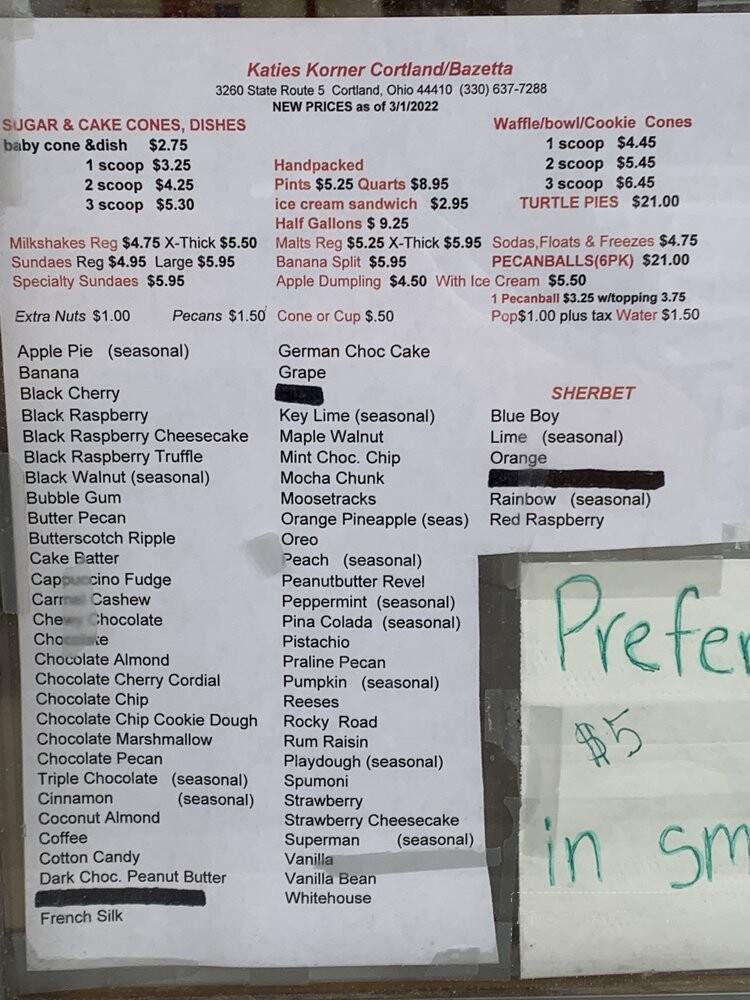 Katies Korner Cortland/Bazetta
3260 State Route 5 Cortland, Ohio 44410 (330) 637-7288
NEW PRICES as of 3/1/2022
SUGAR & CAKE CONES, DISHES
baby cone &dish $2.75
1 scoop $3.25
2 scoop $4.25
3 scoop $5.30
Handpacked
Pints $5.25 Quarts $8.95
ice cream sandwich $2.95
Half Gallons $ 9.25
Waffle/bowl/Cookie Cones
1 scoop $4.45
2 scoop $5.45
3 scoop $6.45
TURTLE PIES $21.00
Milkshakes Reg $4.75 X-Thick $5.50 Malts Reg $5.25 X-Thick $5.95 Sodas,Floats & Freezes $4.75
Sundaes Reg $4.95 Large $5.95 Banana Split $5.95 PECANBALLS(6PK) $21.00
Specialty Sundaes $5.95 Apple Dumpling $4.50 With Ice Cream $5.50
1 Pecanball $3.25 w/topping 3.75
Extra Nuts $1.00 Pecans $1.50 Cone or Cup $.50 Pop$1.00 plus tax Water $1.50
Apple Pie (seasonal)
Banana
Black Cherry
Black Raspberry
Black Raspberry Cheesecake
Black Raspberry Truffle
Black Walnut (seasonal)
Bubble Gum
Butter Pecan
Butterscotch Ripple
Cake Batter
Cappuccino Fudge
Cashew
Chocolate
Chocolate Almond
Chocolate Cherry Cordial
Chocolate Chip
Chocolate Chip Cookie Dough
Chocolate Marshmallow
Chocolate Pecan
Triple Chocolate (seasonal)
Cinnamon (seasonal)
Coconut Almond
Coffee
Cotton Candy
Dark Choc. Peanut Butter
French Silk
German Choc Cake
Grape
Key Lime (seasonal)
Maple Walnut
Mint Choc. Chip
Mocha Chunk
Moosetracks
Orange Pineapple (seas)
Oreo
Peach (seasonal)
Peanutbutter Revel
Peppermint (seasonal)
Pina Colada (seasonal)
Pistachio
Praline Pecan
Pumpkin (seasonal)
Reeses
Rocky Road
Rum Raisin
Playdough (seasonal)
Spumoni
Strawberry
Strawberry Cheesecake
Superman (seasonal)
Vanilla
Vanilla Bean
Whitehouse
SHERBET
Blue Boy
Lime (seasonal)
Orange
Rainbow (seasonal)
Red Raspberry
Prefer
$5
in sm